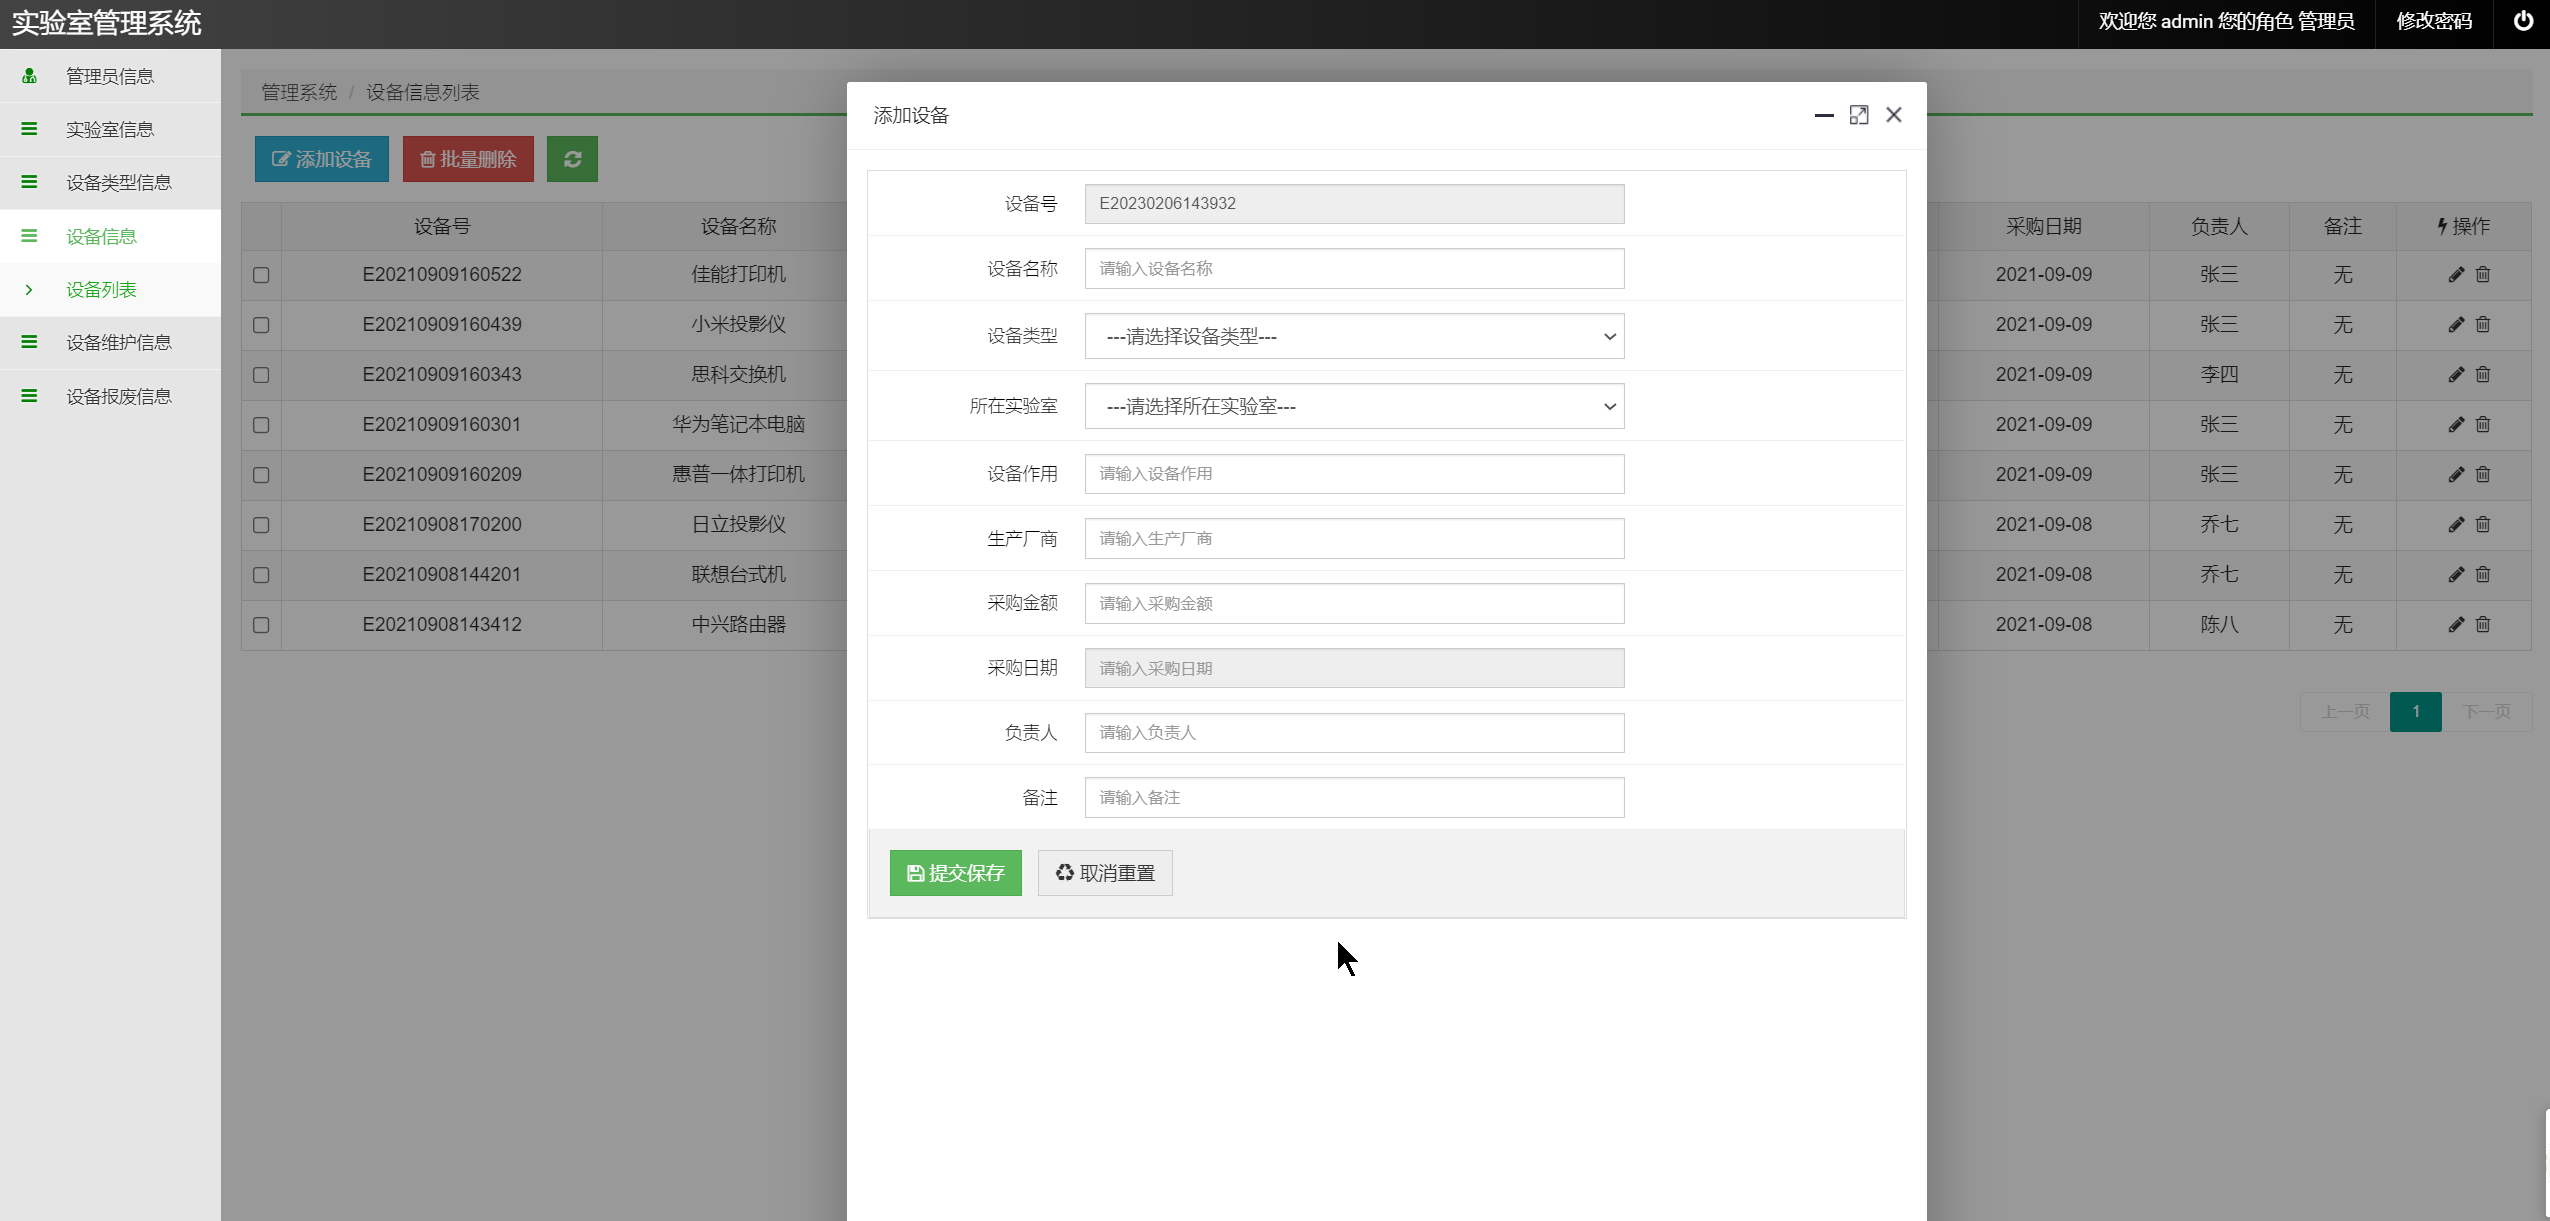 实验室管理系统
欢迎您 admin 您的角色 管理员
修改密码
管理员信息
实验室信息
设备类型信息
设备信息
设备列表
设备维护信息
设备报废信息
管理系统 / 设备信息列表
添加设备
批量删除
设备号 设备名称 采购日期 负责人 备注 操作
E20210909160522 佳能打印机 2021-09-09 张三 无
E20210909160439 小米投影仪 2021-09-09 张三 无
E20210909160343 思科交换机 2021-09-09 李四 无
E20210909160301 华为笔记本电脑 2021-09-09 张三 无
E20210909160209 惠普一体打印机 2021-09-09 张三 无
E20210908170200 日立投影仪 2021-09-08 乔七 无
E20210908144201 联想台式机 2021-09-08 乔七 无
E20210908143412 中兴路由器 2021-09-08 陈八 无
上一页 1 下一页
添加设备
设备号 E20230206143932
设备名称 请输入设备名称
设备类型 ---请选择设备类型---
所在实验室 ---请选择所在实验室---
设备作用 请输入设备作用
生产厂商 请输入生产厂商
采购金额 请输入采购金额
采购日期 请输入采购日期
负责人 请输入负责人
备注 请输入备注
提交保存 取消重置